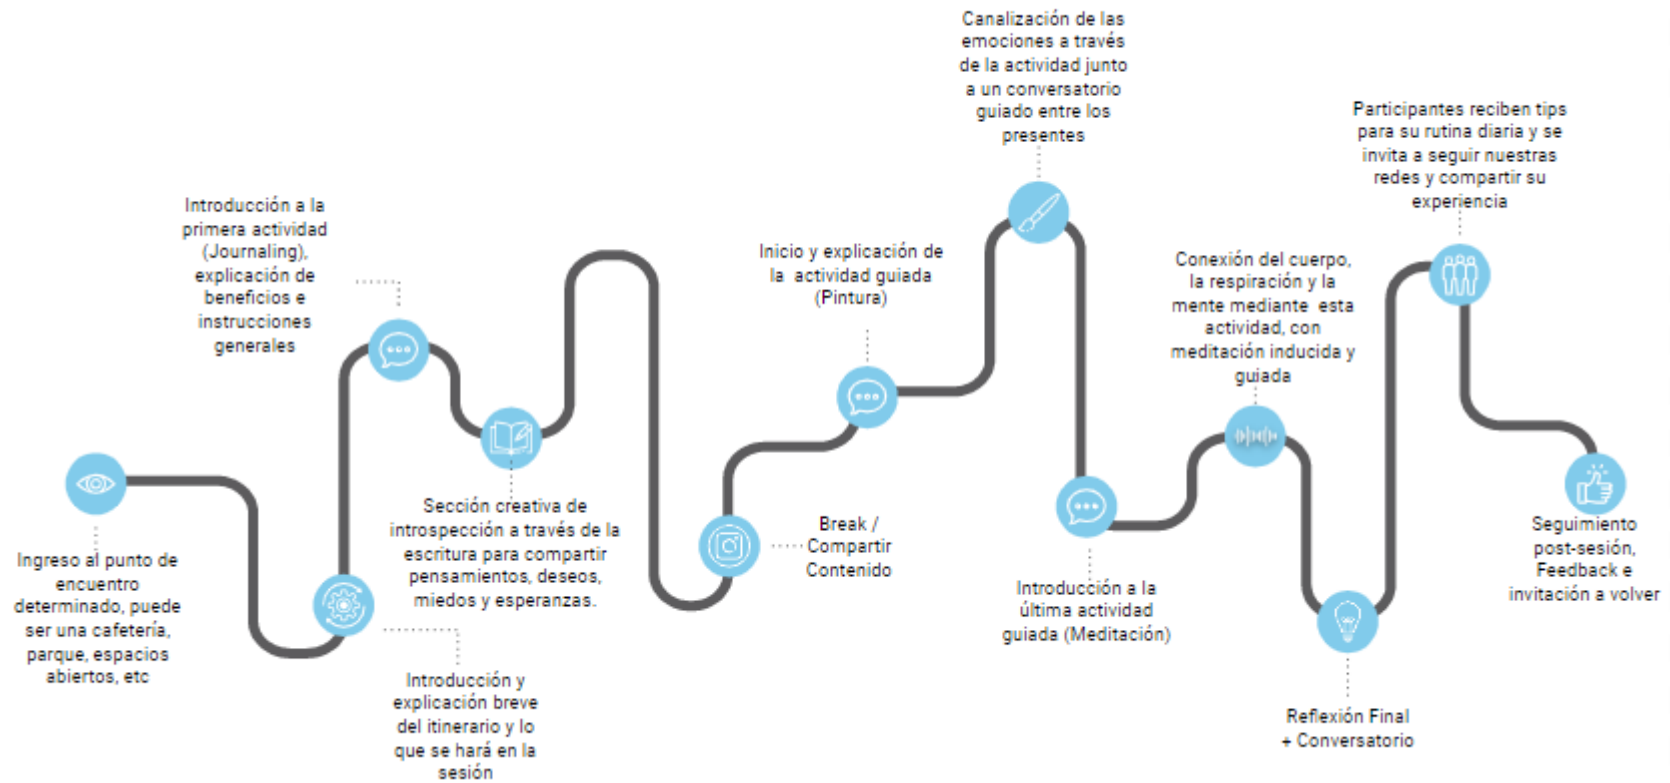 Ingreso al punto de
encuentro
determinado, puede
ser una cafetería,
parque, espacios
abiertos, etc
Introducción y
explicación breve
del itinerario y lo
que se hará en la
sesión
Introducción a la
primera actividad
(Journaling),
explicación de
beneficios e
instrucciones
generales
Sección creativa de
introspección a través de la
escritura para compartir
pensamientos, deseos,
miedos y esperanzas.
Break /
Compartir
Contenido
Inicio y explicación de
la actividad guiada
(Pintura)
Canalización de las
emociones a través
de la actividad junto
a un conversatorio
guiado entre los
presentes
Introducción a la
última actividad
guiada (Meditación)
Conexión del cuerpo,
la respiración y la
mente mediante esta
actividad, con
meditación inducida y
guiada
Reflexión Final
+ Conversatorio
Participantes reciben tips
para su rutina diaria y se
invita a seguir nuestras
redes y compartir su
experiencia
Seguimiento
post-sesión,
Feedback e
invitación a volver